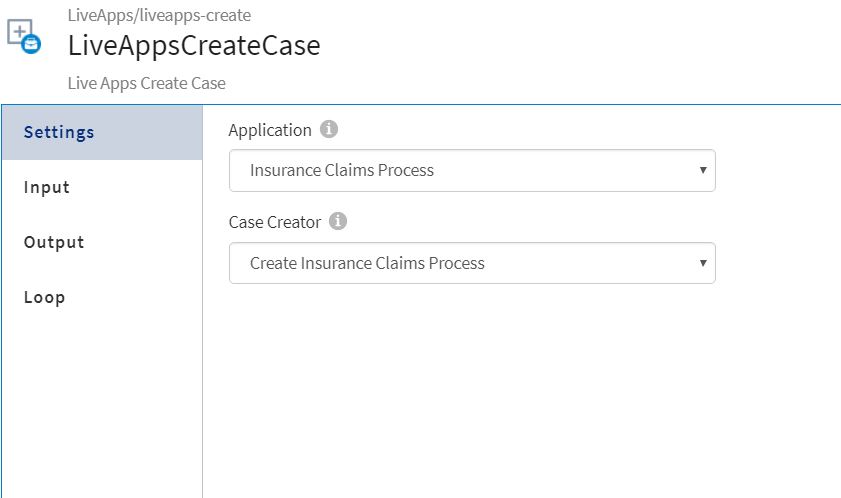 LiveApps/liveapps-create
LiveAppsCreateCase
Live Apps Create Case
Settings
Input
Output
Loop
Application
Insurance Claims Process
Case Creator
Create Insurance Claims Process